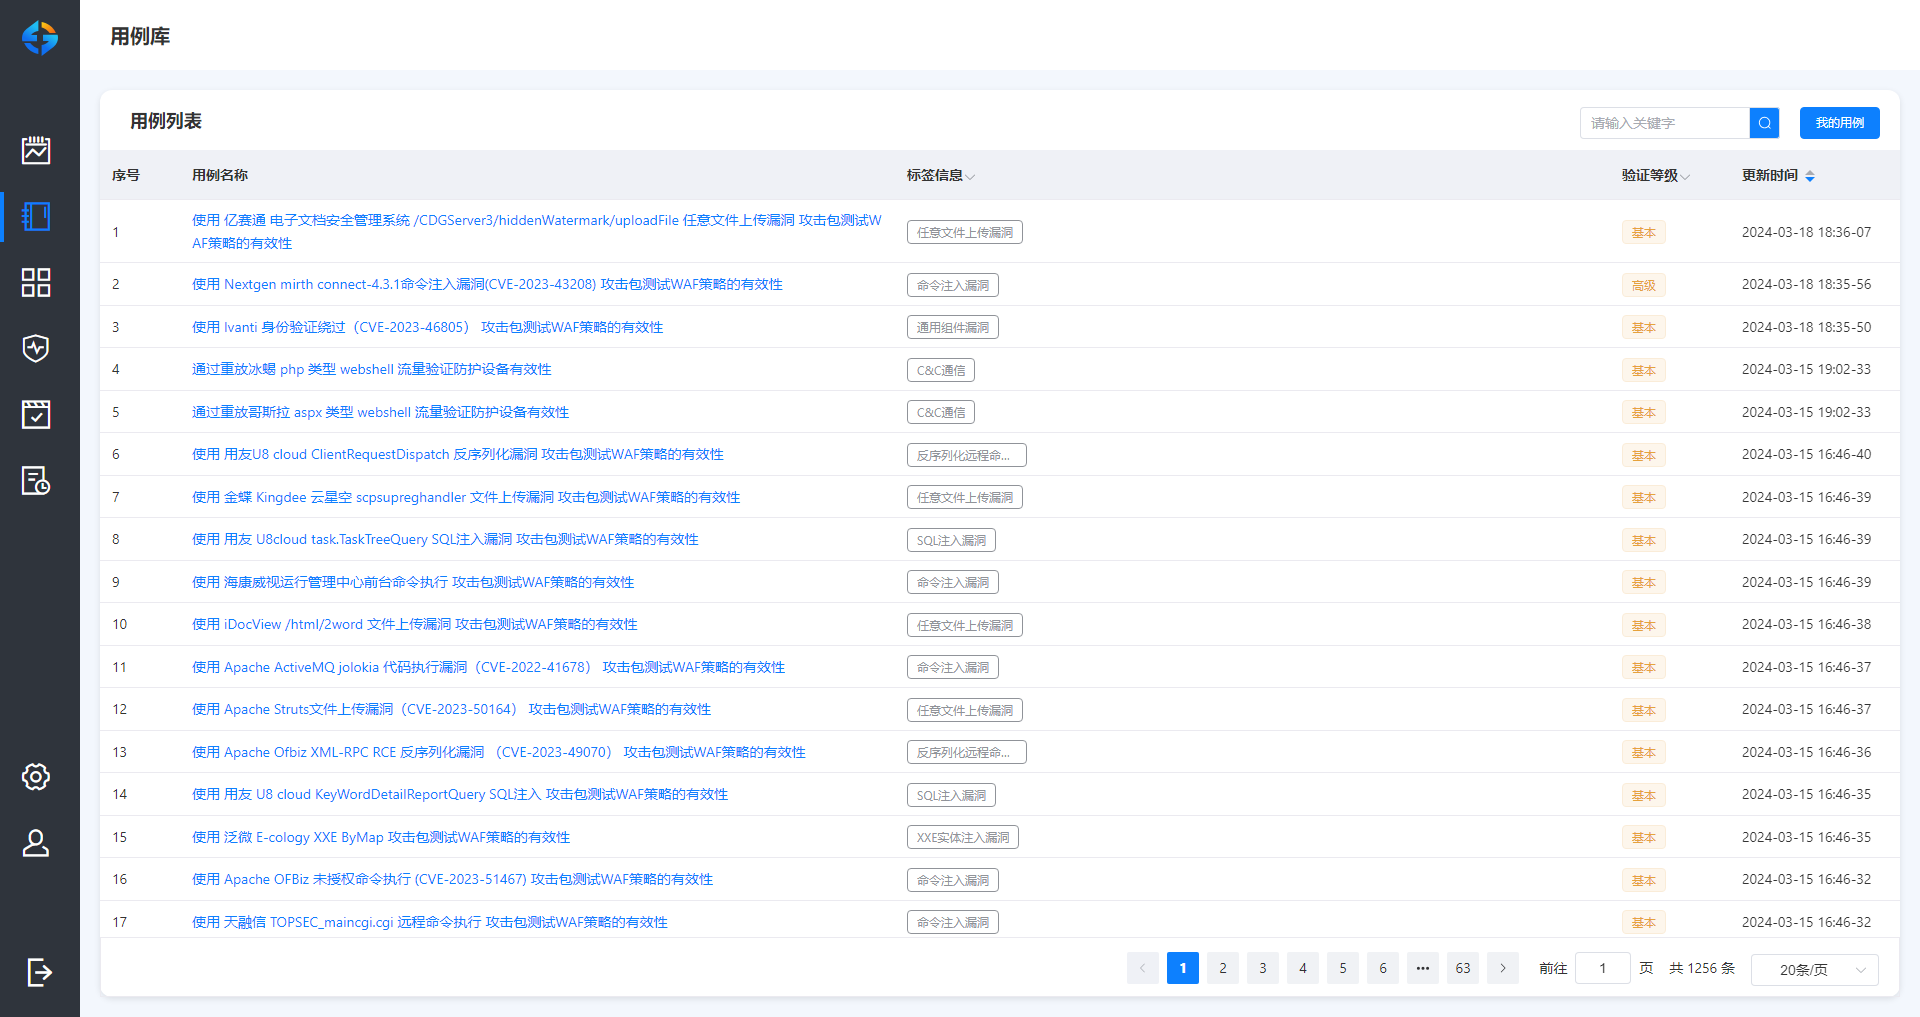 用例库
用例列表
请输入关键字
我的用例
序号 用例名称 标签信息 验证等级 更新时间
1 使用 亿赛通 电子文档安全管理系统 /CDGServer3/hiddenWatermark/uploadFile 任意文件上传漏洞 攻击包测试W
AF策略的有效性 任意文件上传漏洞 基本 2024-03-18 18:36-07
2 使用 Nextgen mirth connect-4.3.1命令注入漏洞(CVE-2023-43208) 攻击包测试WAF策略的有效性 命令注入漏洞 高级 2024-03-18 18:35-56
3 使用 Ivanti 身份验证绕过（CVE-2023-46805） 攻击包测试WAF策略的有效性 通用组件漏洞 基本 2024-03-18 18:35-50
4 通过重放冰蝎 php 类型 webshell 流量验证防护设备有效性 C&C通信 基本 2024-03-15 19:02-33
5 通过重放哥斯拉 aspx 类型 webshell 流量验证防护设备有效性 C&C通信 基本 2024-03-15 19:02-33
6 使用 用友U8 cloud ClientRequestDispatch 反序列化漏洞 攻击包测试WAF策略的有效性 反序列化远程命... 基本 2024-03-15 16:46-40
7 使用 金蝶 Kingdee 云星空 scpsupreghandler 文件上传漏洞 攻击包测试WAF策略的有效性 任意文件上传漏洞 基本 2024-03-15 16:46-39
8 使用 用友 U8cloud task.TaskTreeQuery SQL注入漏洞 攻击包测试WAF策略的有效性 SQL注入漏洞 基本 2024-03-15 16:46-39
9 使用 海康威视运行管理中心前台命令执行 攻击包测试WAF策略的有效性 命令注入漏洞 基本 2024-03-15 16:46-39
10 使用 iDocView /html/2word 文件上传漏洞 攻击包测试WAF策略的有效性 任意文件上传漏洞 基本 2024-03-15 16:46-38
11 使用 Apache ActiveMQ jolokia 代码执行漏洞（CVE-2022-41678） 攻击包测试WAF策略的有效性 命令注入漏洞 基本 2024-03-15 16:46-37
12 使用 Apache Struts文件上传漏洞（CVE-2023-50164） 攻击包测试WAF策略的有效性 任意文件上传漏洞 基本 2024-03-15 16:46-37
13 使用 Apache Ofbiz XML-RPC RCE 反序列化漏洞 （CVE-2023-49070） 攻击包测试WAF策略的有效性 反序列化远程命... 基本 2024-03-15 16:46-36
14 使用 用友 U8 cloud KeyWordDetailReportQuery SQL注入 攻击包测试WAF策略的有效性 SQL注入漏洞 基本 2024-03-15 16:46-35
15 使用 泛微 E-cology XXE ByMap 攻击包测试WAF策略的有效性 XXE实体注入漏洞 基本 2024-03-15 16:46-35
16 使用 Apache OFBiz 未授权命令执行 (CVE-2023-51467) 攻击包测试WAF策略的有效性 命令注入漏洞 基本 2024-03-15 16:46-32
17 使用 天融信 TOPSEC_maincgi.cgi 远程命令执行 攻击包测试WAF策略的有效性 命令注入漏洞 基本 2024-03-15 16:46-32
1 2 3 4 5 6 ••• 63 前往 1 页 共 1256 条 20条/页